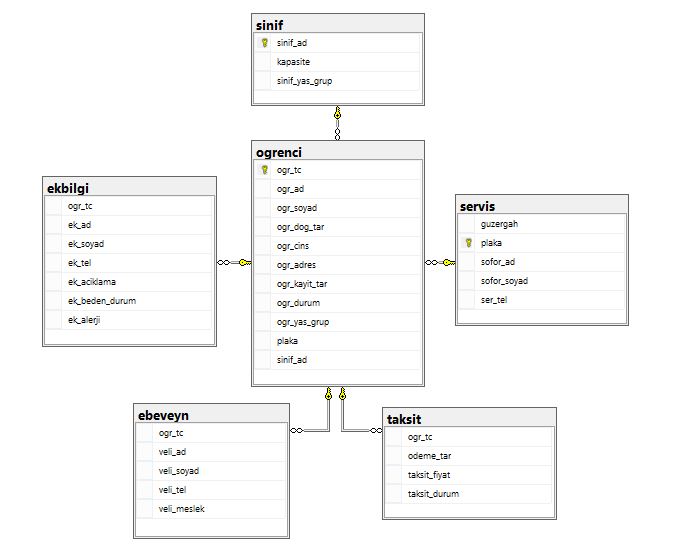 sinif
sinif_ad
kapasite
sinif_yas_grup
ogrenci
ogr_tc
ogr_ad
ogr_soyad
ogr_dog_tar
ogr_cins
ogr_adres
ogr_kayit_tar
ogr_durum
ogr_yas_grup
plaka
sinif_ad
ekbilgi
ogr_tc
ek_ad
ek_soyad
ek_tel
ek_aciklama
ek_beden_durum
ek_alerji
servis
guzergah
plaka
sofor_ad
sofor_soyad
ser_tel
ebeveyn
ogr_tc
veli_ad
veli_soyad
veli_tel
veli_meslek
taksit
ogr_tc
odeme_tar
taksit_fiyat
taksit_durum